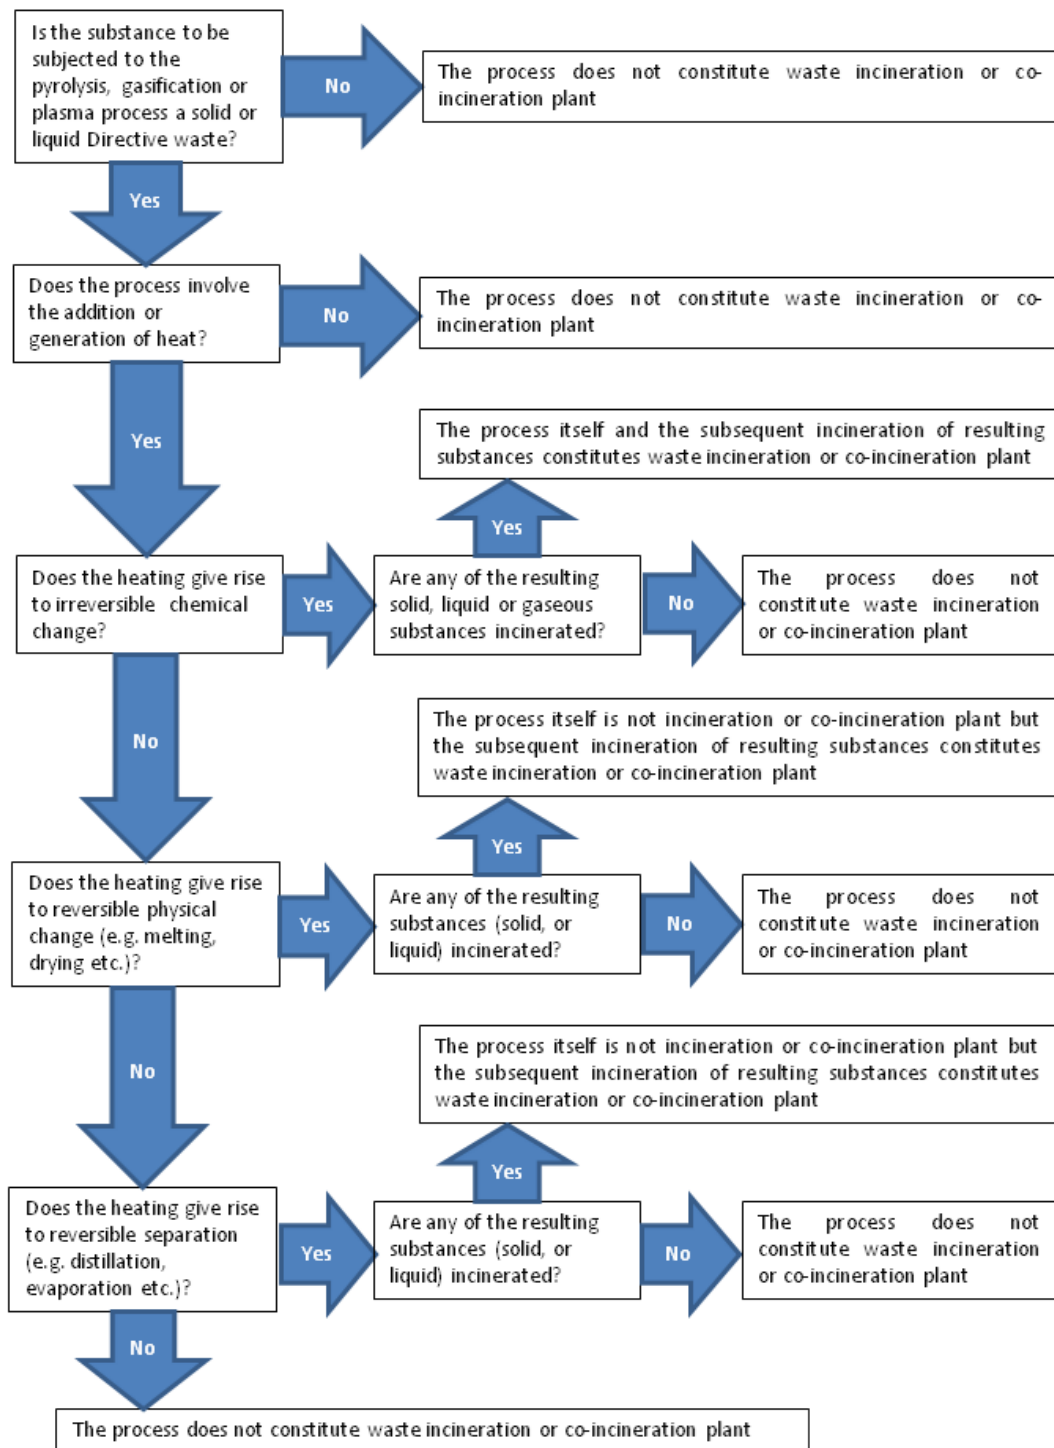 Is the substance to be
subjected to the
pyrolysis, gasification or
plasma process a solid or
liquid Directive waste?
No
The process does not constitute waste incineration or co-
incineration plant
Yes
Does the process involve
the addition or
generation of heat?
No
The process does not constitute waste incineration or co-
incineration plant
Yes
The process itself and the subsequent incineration of resulting
substances constitutes waste incineration or co-incineration plant
Yes
Does the heating give rise
to irreversible chemical
change?
Yes
Are any of the resulting
solid, liquid or gaseous
substances incinerated?
No
The process does not
constitute waste incineration
or co-incineration plant
No
The process itself is not incineration or co-incineration plant but
the subsequent incineration of resulting substances constitutes
waste incineration or co-incineration plant
Yes
Does the heating give rise
to reversible physical
change (e.g. melting,
drying etc.)?
Yes
Are any of the resulting
substances (solid, or
liquid) incinerated?
No
The process does not
constitute waste incineration
or co-incineration plant
No
The process itself is not incineration or co-incineration plant but
the subsequent incineration of resulting substances constitutes
waste incineration or co-incineration plant
Yes
Does the heating give rise
to reversible separation
(e.g. distillation,
evaporation etc.)?
Yes
Are any of the resulting
substances (solid, or
liquid) incinerated?
No
The process does not
constitute waste incineration
or co-incineration plant
No
The process does not constitute waste incineration or co-incineration plant